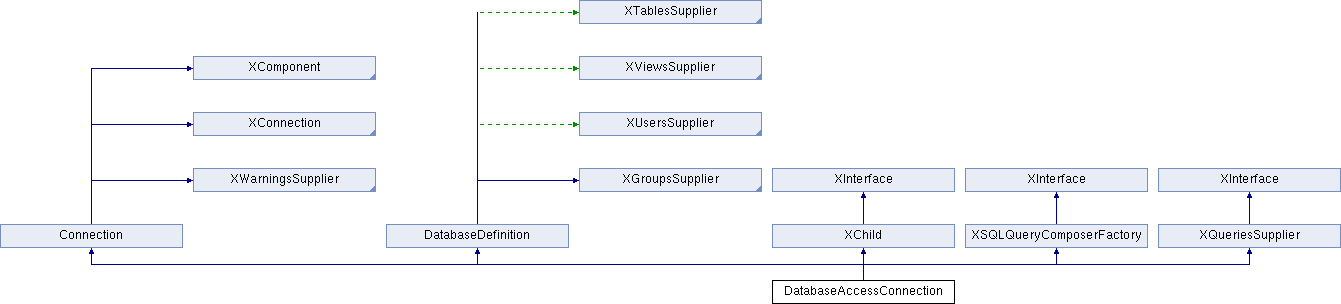 XTablesSupplier
XComponent
XViewsSupplier
XConnection
XUsersSupplier
XWarningsSupplier
XGroupsSupplier
XInterface
XInterface
XInterface
Connection
DatabaseDefinition
XChild
XSQLQueryComposerFactory
XQueriesSupplier
DatabaseAccessConnection